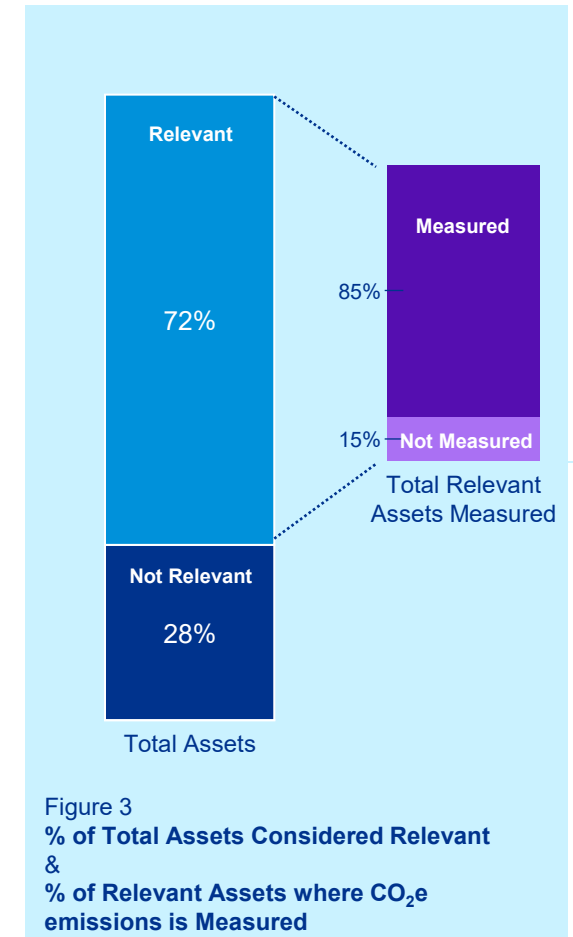 Relevant
72%
Not Relevant
28%
Total Assets
Measured
85%
15%
Not Measured
Total Relevant
Assets Measured
Figure 3
% of Total Assets Considered Relevant
&
% of Relevant Assets where CO₂e
emissions is Measured